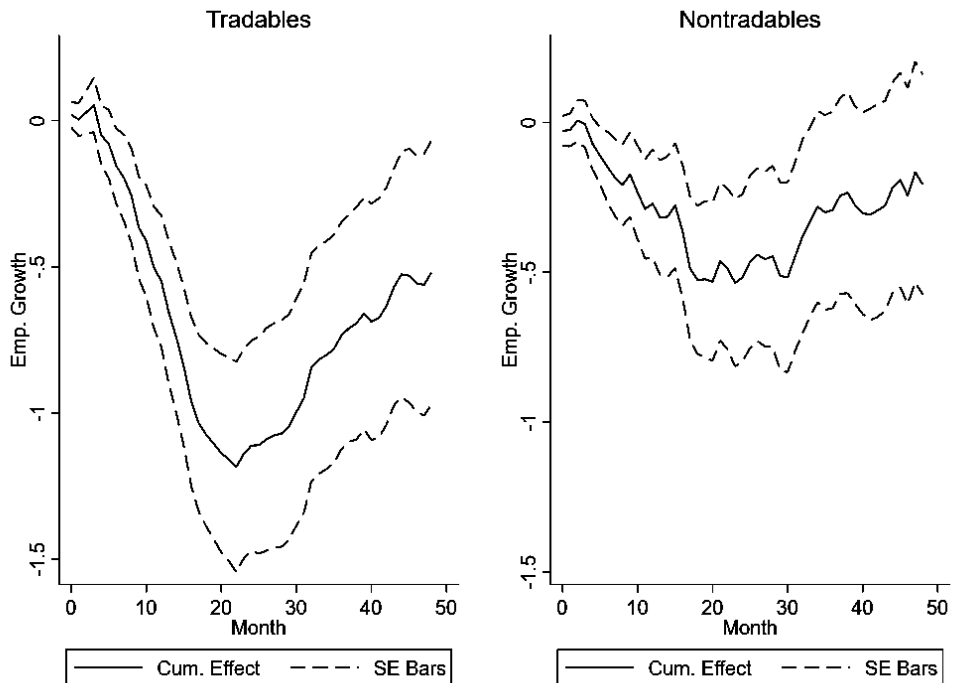 Tradables
Emp. Growth
0
-.5
-1
-1.5
0 10 20 30 40 50
Month
Cum. Effect SE Bars
Nontradables
Emp. Growth
0
-.5
-1
-1.5
0 10 20 30 40 50
Month
Cum. Effect SE Bars